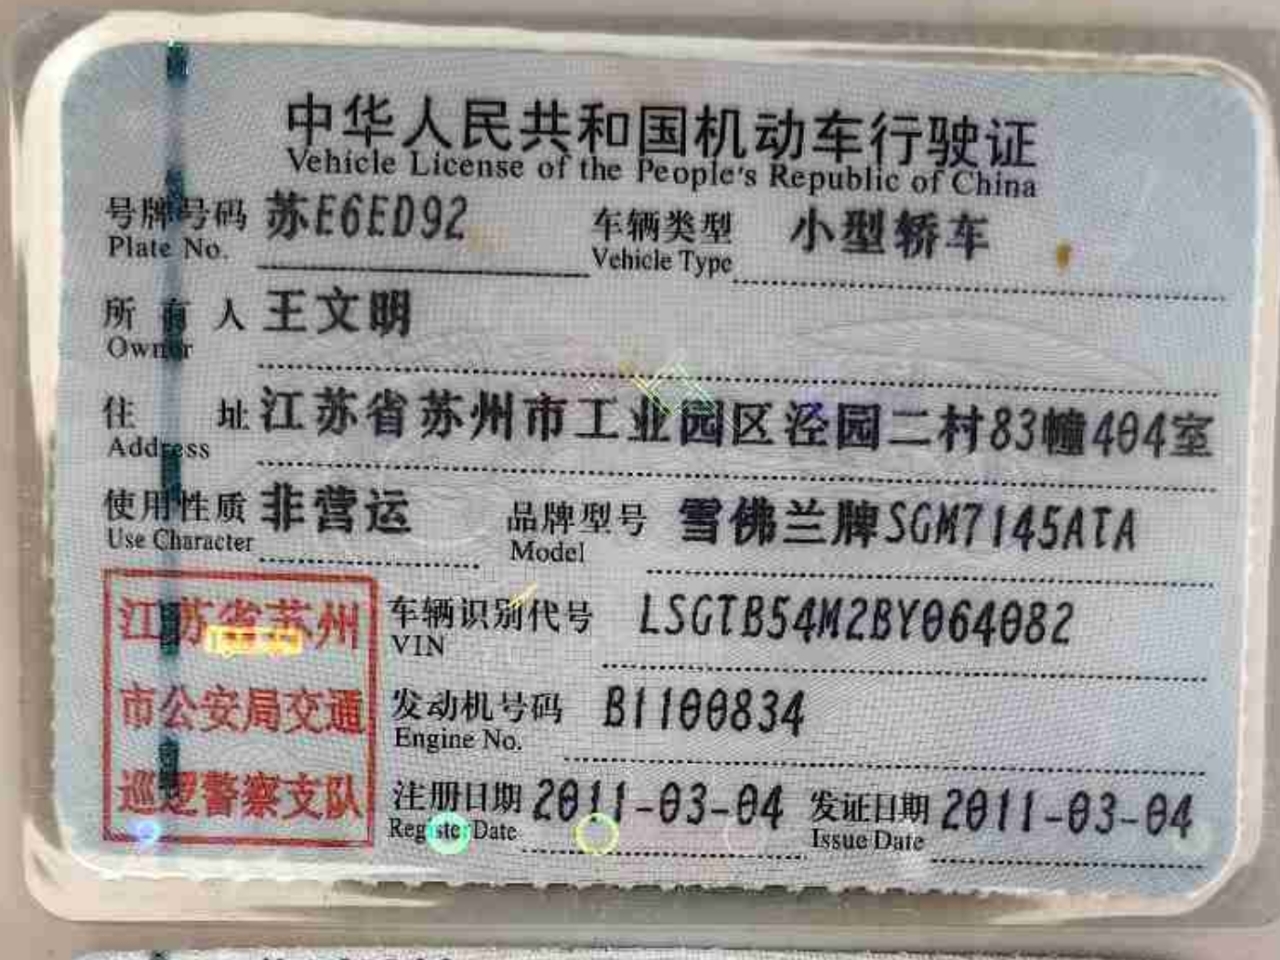 中华人民共和国机动车行驶证
Vehicle License of the People's Republic of China
号牌号码 苏E6ED92 车辆类型 小型轿车
Plate No. Vehicle Type
所有人 王文明
Owner
住址 江苏省苏州市工业园区泾园二村83幢404室
Address
使用性质 非营运 品牌型号 雪佛兰牌SGM7145ATA
Use Character Model
江苏省苏州
市公安局交通
巡逻警察支队
车辆识别代号 LSGTB54M2BY064082
VIN
发动机号码 B1100834
Engine No.
注册日期 2011-03-04 发证日期 2011-03-04
Register Date Issue Date